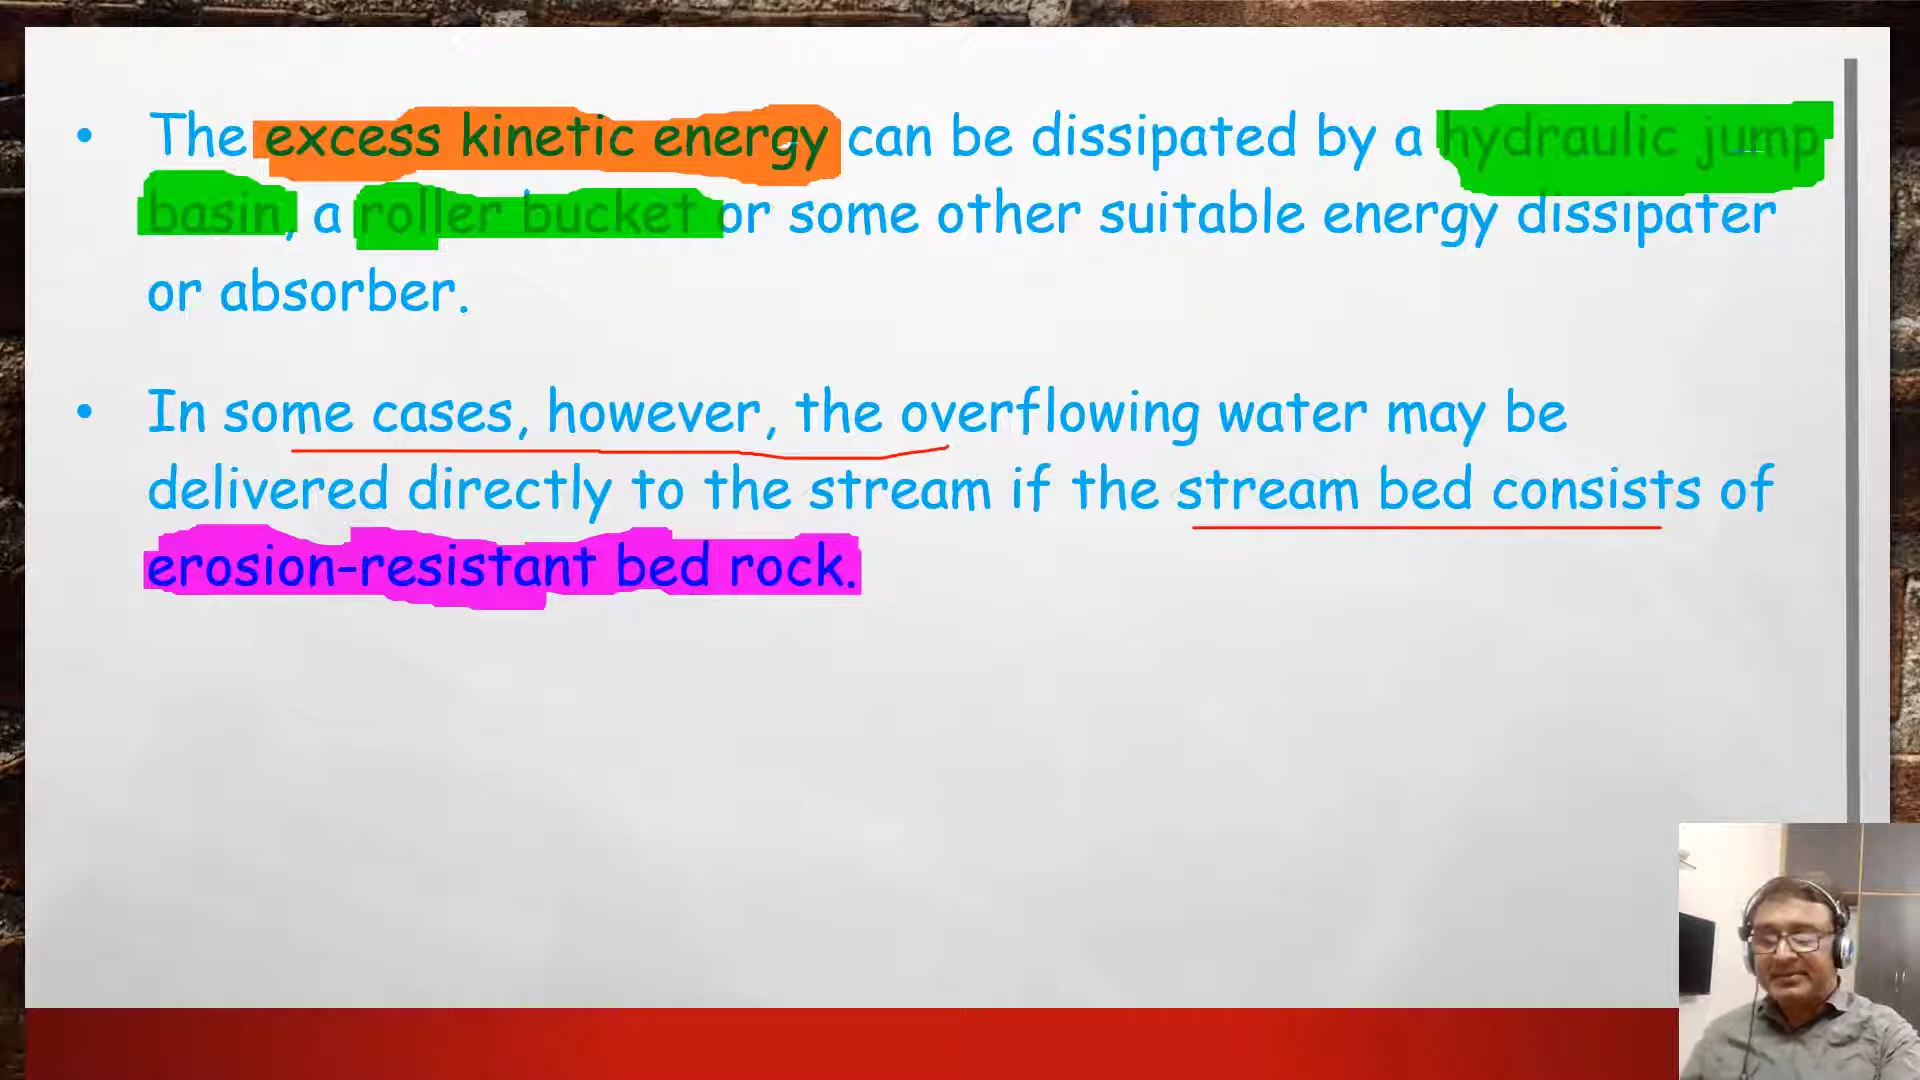 • The excess kinetic energy can be dissipated by a hydraulic jump
basin, a roller bucket or some other suitable energy dissipater
or absorber.
• In some cases, however, the overflowing water may be
delivered directly to the stream if the stream bed consists of
erosion-resistant bed rock.